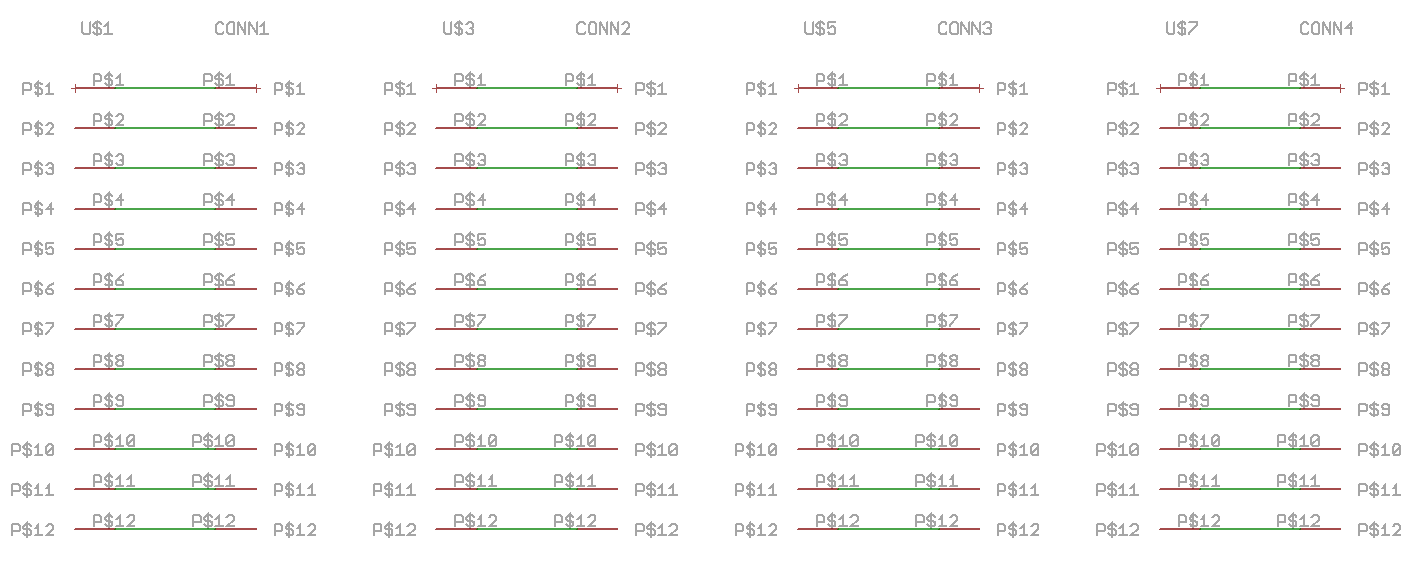 U$1 CONN1 U$3 CONN2 U$5 CONN3 U$7 CONN4
P$1 P$1 P$1 P$1 P$1 P$1 P$1 P$1 P$1 P$1 P$1 P$1 P$1 P$1 P$1 P$1
P$2 P$2 P$2 P$2 P$2 P$2 P$2 P$2 P$2 P$2 P$2 P$2 P$2 P$2 P$2 P$2
P$3 P$3 P$3 P$3 P$3 P$3 P$3 P$3 P$3 P$3 P$3 P$3 P$3 P$3 P$3 P$3
P$4 P$4 P$4 P$4 P$4 P$4 P$4 P$4 P$4 P$4 P$4 P$4 P$4 P$4 P$4 P$4
P$5 P$5 P$5 P$5 P$5 P$5 P$5 P$5 P$5 P$5 P$5 P$5 P$5 P$5 P$5 P$5
P$6 P$6 P$6 P$6 P$6 P$6 P$6 P$6 P$6 P$6 P$6 P$6 P$6 P$6 P$6 P$6
P$7 P$7 P$7 P$7 P$7 P$7 P$7 P$7 P$7 P$7 P$7 P$7 P$7 P$7 P$7 P$7
P$8 P$8 P$8 P$8 P$8 P$8 P$8 P$8 P$8 P$8 P$8 P$8 P$8 P$8 P$8 P$8
P$9 P$9 P$9 P$9 P$9 P$9 P$9 P$9 P$9 P$9 P$9 P$9 P$9 P$9 P$9 P$9
P$10 P$10 P$10 P$10 P$10 P$10 P$10 P$10 P$10 P$10 P$10 P$10 P$10 P$10 P$10 P$10
P$11 P$11 P$11 P$11 P$11 P$11 P$11 P$11 P$11 P$11 P$11 P$11 P$11 P$11 P$11 P$11
P$12 P$12 P$12 P$12 P$12 P$12 P$12 P$12 P$12 P$12 P$12 P$12 P$12 P$12 P$12 P$12